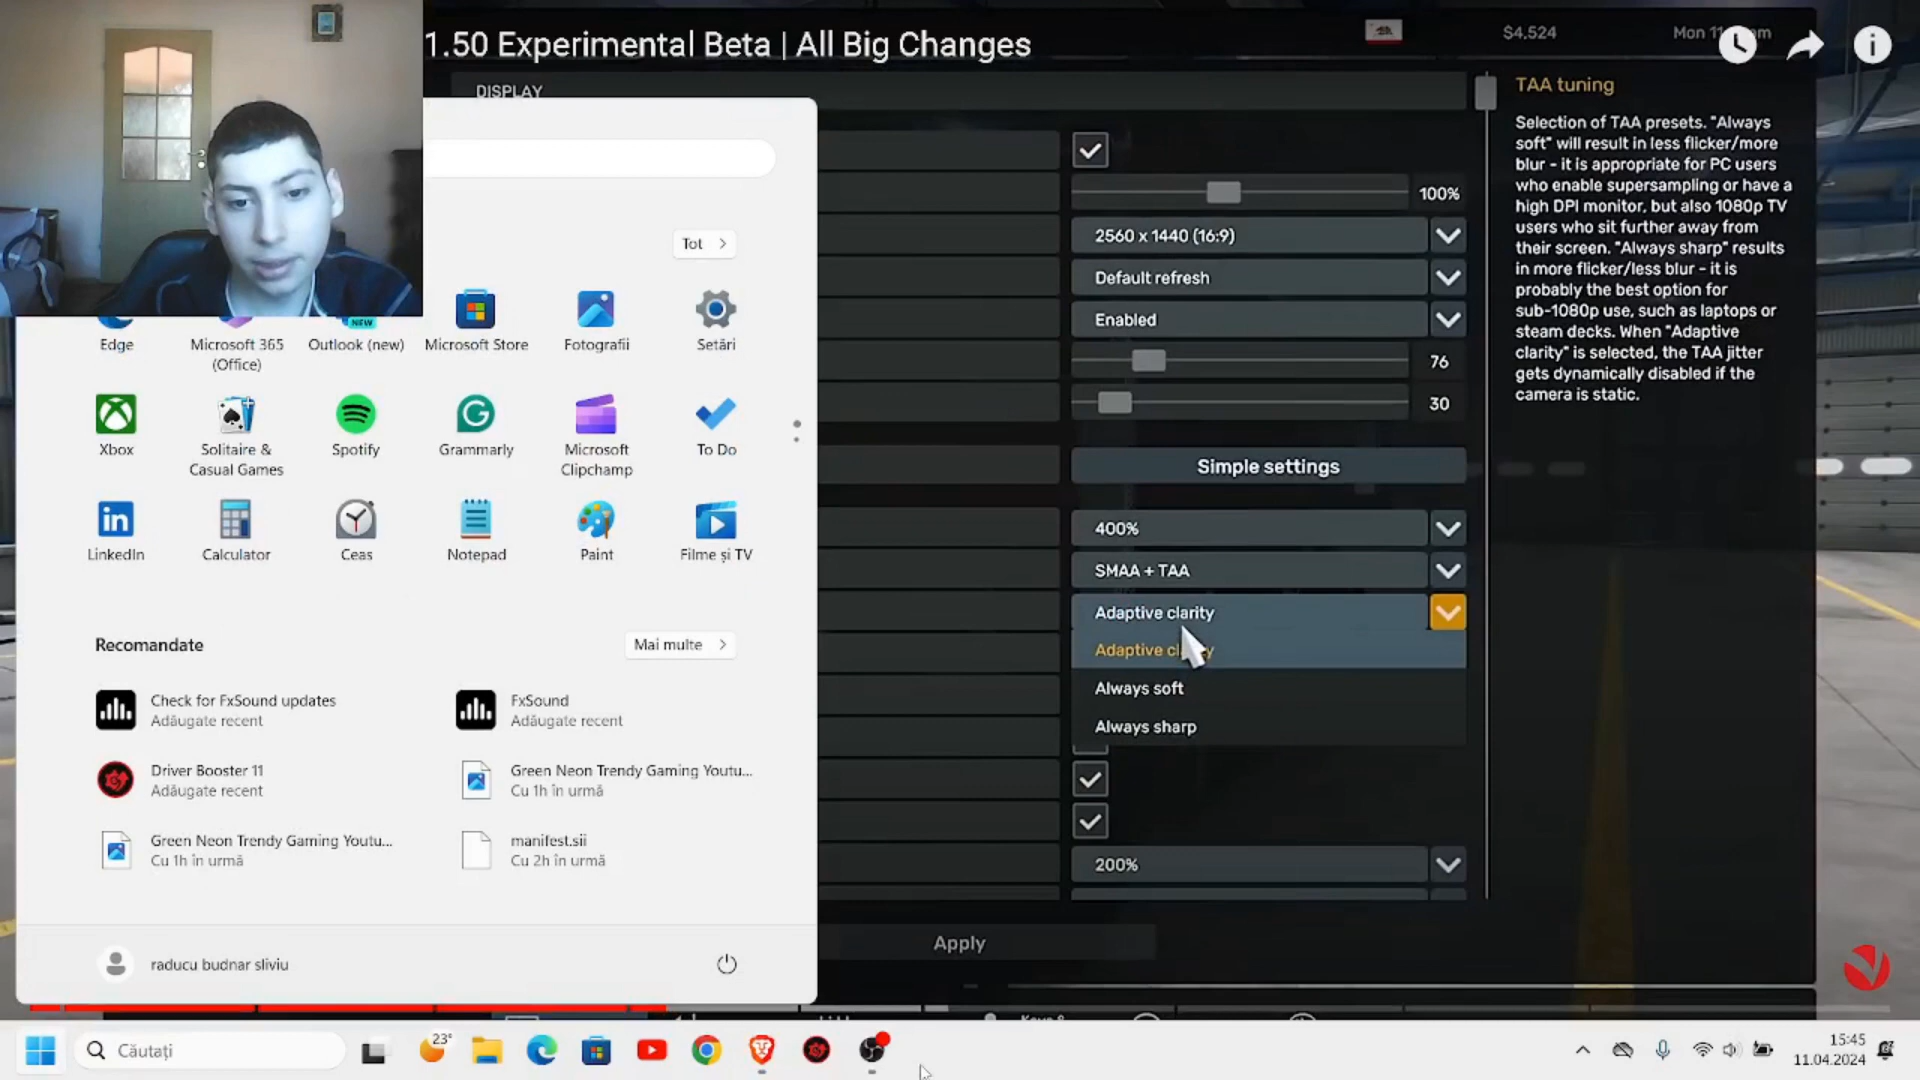 1.50 Experimental Beta | All Big Changes
$4.524
Mon 11
DISPLAY
100%
2560 x 1440 (16:9)
Default refresh
Enabled
76
30
Simple settings
400%
SMAA + TAA
Adaptive clarity
Adaptive
Always soft
Always sharp
200%
Apply
TAA tuning
Selection of TAA presets. "Always
soft" will result in less flicker/more
blur - it is appropriate for PC users
who enable supersampling or have a
high DPI monitor, but also 1080p TV
users who sit further away from
their screen. "Always sharp" results
in more flicker/less blur - it is
probably the best option for
sub-1080p use, such as laptops or
steam decks. When "Adaptive
clarity" is selected, the TAA jitter
gets dynamically disabled if the
camera is static.
Tot
NEW
Edge
Microsoft 365
(Office)
Outlook (new)
Microsoft Store
Fotografii
Setări
Xbox
Solitaire &
Casual Games
Spotify
Grammarly
Microsoft
Clipchamp
To Do
in
LinkedIn
Calculator
Ceas
Notepad
Paint
Filme și TV
Recomandate
Mai multe
Check for FxSound updates
Adăugate recent
FxSound
Adăugate recent
Driver Booster 11
Adăugate recent
Green Neon Trendy Gaming Youtu...
Cu 1h în urmă
Green Neon Trendy Gaming Youtu...
Cu 1h în urmă
manifest.sii
Cu 2h în urmă
raducu budnar sliviu
Căutați
23°
15:45
11.04.2024